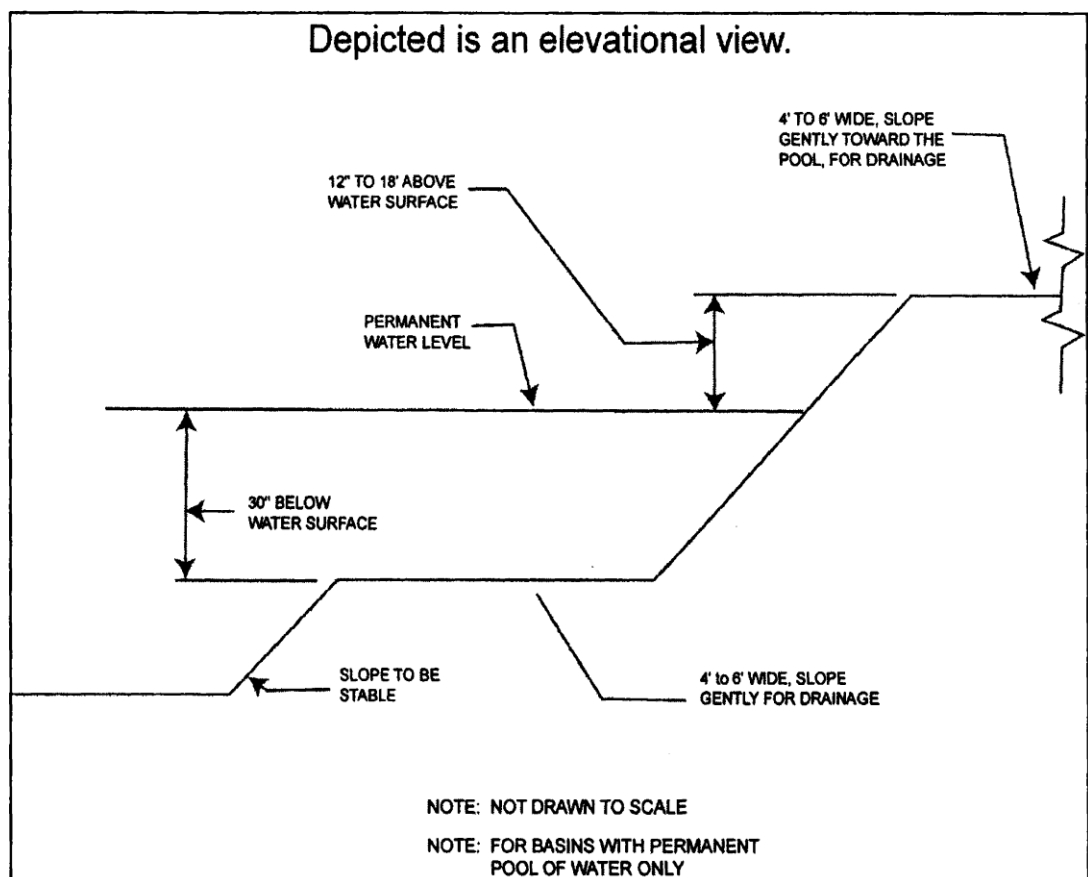 Depicted is an elevational view.
4' TO 6' WIDE, SLOPE
GENTLY TOWARD THE
POOL, FOR DRAINAGE
12" TO 18' ABOVE
WATER SURFACE
PERMANENT
WATER LEVEL
30" BELOW
WATER SURFACE
SLOPE TO BE
STABLE
4' to 6' WIDE, SLOPE
GENTLY FOR DRAINAGE
NOTE: NOT DRAWN TO SCALE
NOTE: FOR BASINS WITH PERMANENT
POOL OF WATER ONLY